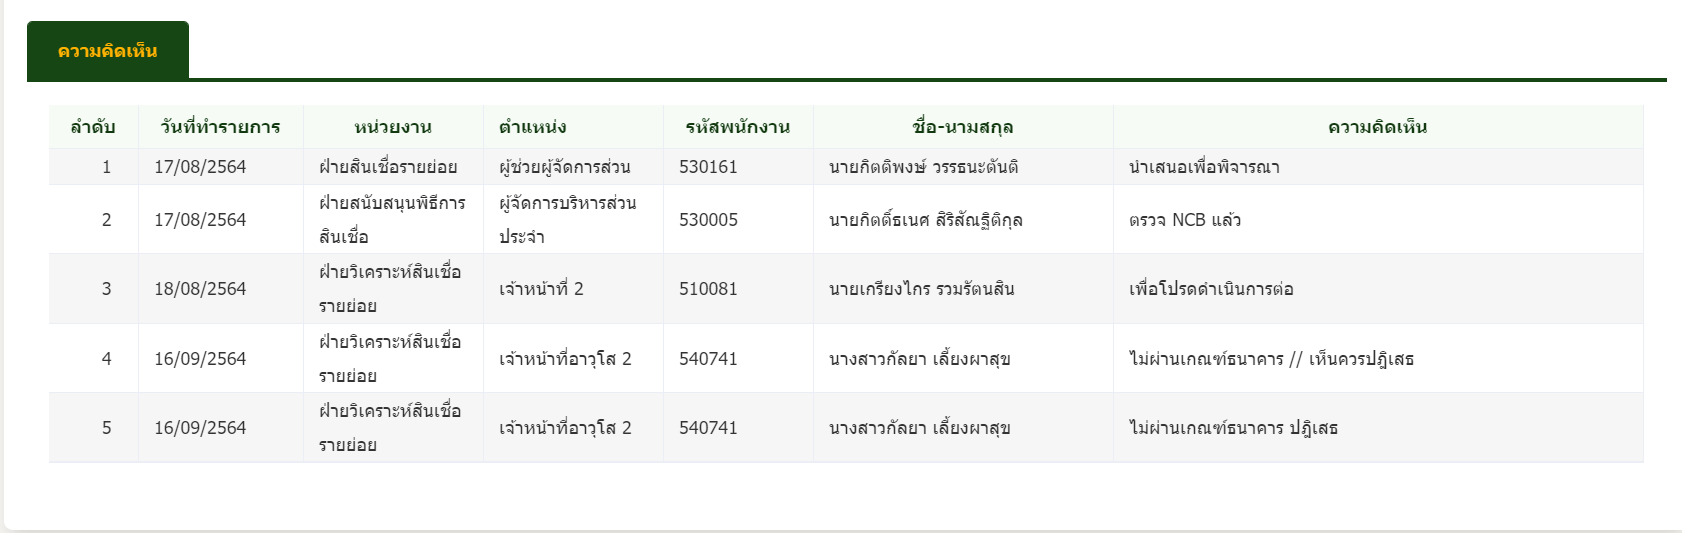 ความคิดเห็น
ลำดับ วันที่ทำรายการ หน่วยงาน ตำแหน่ง รหัสพนักงาน ชื่อ-นามสกุล ความคิดเห็น
1 17/08/2564 ฝ่ายสินเชื่อรายย่อย ผู้ช่วยผู้จัดการส่วน 530161 นายกิตติพงษ์ วรรธนะตันติ นำเสนอเพื่อพิจารณา
2 17/08/2564 ฝ่ายสนับสนุนพิธีการ ผู้จัดการบริหารส่วน 530005 นายกิตติ์ธเนศ สิริสัณฐิติกุล ตรวจ NCB แล้ว
สินเชื่อ ประจำ
3 18/08/2564 ฝ่ายวิเคราะห์สินเชื่อ เจ้าหน้าที่ 2 510081 นายเกรียงไกร รวมรัตนสิน เพื่อโปรดดำเนินการต่อ
รายย่อย
4 16/09/2564 ฝ่ายวิเคราะห์สินเชื่อ เจ้าหน้าที่อาวุโส 2 540741 นางสาวกัลยา เลี้ยงผาสุข ไม่ผ่านเกณฑ์ธนาคาร // เห็นควรปฎิเสธ
รายย่อย
5 16/09/2564 ฝ่ายวิเคราะห์สินเชื่อ เจ้าหน้าที่อาวุโส 2 540741 นางสาวกัลยา เลี้ยงผาสุข ไม่ผ่านเกณฑ์ธนาคาร ปฎิเสธ
รายย่อย